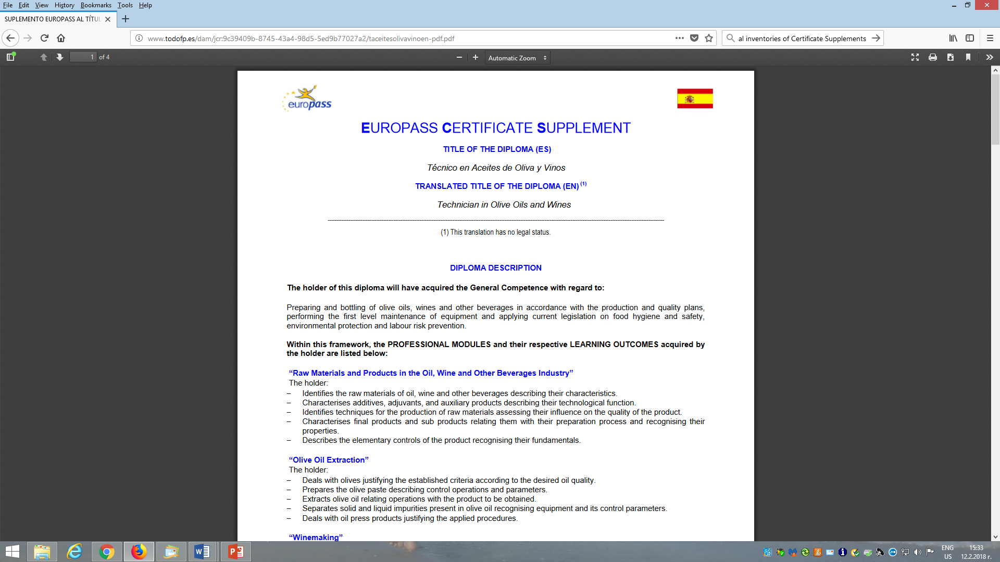 File Edit View History Bookmarks Tools Help
SUPLEMENTO EUROPASS AL TÍTUL
www.todofp.es/dam/jcr:9c39409b-8745-43a4-98d5-5ed9b77027a2/taceitesolivavinoen-pdf.pdf
al inventories of Certificate Supplements
1 of 4
Automatic Zoom
europass
EUROPASS CERTIFICATE SUPPLEMENT
TITLE OF THE DIPLOMA (ES)
Técnico en Aceites de Oliva y Vinos
TRANSLATED TITLE OF THE DIPLOMA (EN) (1)
Technician in Olive Oils and Wines
(1) This translation has no legal status.
DIPLOMA DESCRIPTION
The holder of this diploma will have acquired the General Competence with regard to:
Preparing and bottling of olive oils, wines and other beverages in accordance with the production and quality plans,
performing the first level maintenance of equipment and applying current legislation on food hygiene and safety,
environmental protection and labour risk prevention.
Within this framework, the PROFESSIONAL MODULES and their respective LEARNING OUTCOMES acquired by
the holder are listed below:
“Raw Materials and Products in the Oil, Wine and Other Beverages Industry”
The holder:
– Identifies the raw materials of oil, wine and other beverages describing their characteristics.
– Characterises additives, adjuvants, and auxiliary products describing their technological function.
– Identifies techniques for the production of raw materials assessing their influence on the quality of the product.
– Characterises final products and sub products relating them with their preparation process and recognising their
properties.
– Describes the elementary controls of the product recognising their fundamentals.
“Olive Oil Extraction”
The holder:
– Deals with olives justifying the established criteria according to the desired oil quality.
– Prepares the olive paste describing control operations and parameters.
– Extracts olive oil relating operations with the product to be obtained.
– Separates solid and liquid impurities present in olive oil recognising equipment and its control parameters.
– Deals with oil press products justifying the applied procedures.
“Winemaking”
ENG 15:33
US 12.2.2018 г.